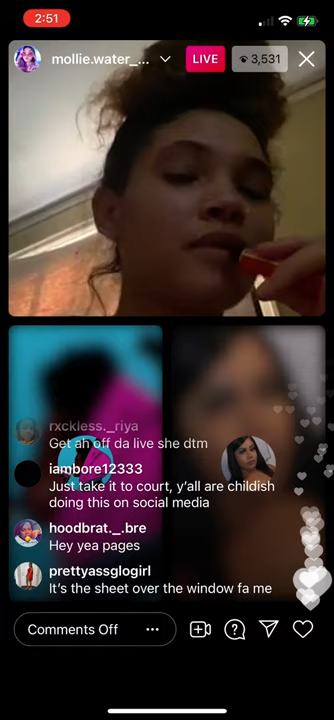 2:51
mollie.water_...
LIVE
3,531
rxckless._riya
Get an off da live she dtm
iambore12333
Just take it to court, y'all are childish
doing this on social media
hoodbrat._.bre
Hey yea pages
prettyassglogirl
It's the sheet over the window fa me
Comments Off